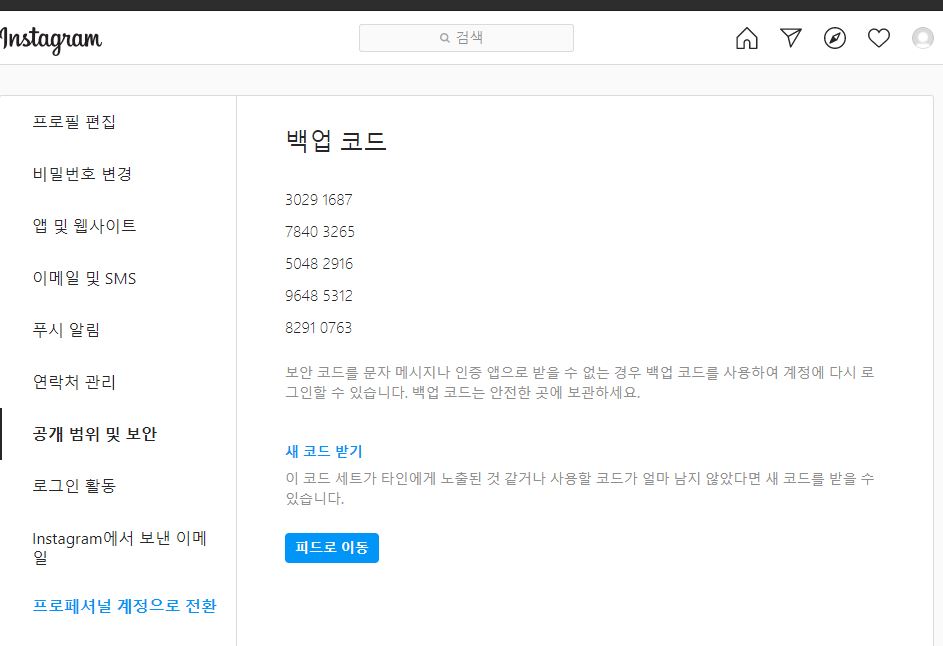 Instagram
검색
프로필 편집
비밀번호 변경
앱 및 웹사이트
이메일 및 SMS
푸시 알림
연락처 관리
공개 범위 및 보안
로그인 활동
Instagram에서 보낸 이메
일
프로페셔널 계정으로 전환
백업 코드
3029 1687
7840 3265
5048 2916
9648 5312
8291 0763
보안 코드를 문자 메시지나 인증 앱으로 받을 수 없는 경우 백업 코드를 사용하여 계정에 다시 로
그인할 수 있습니다. 백업 코드는 안전한 곳에 보관하세요.
새 코드 받기
이 코드 세트가 타인에게 노출된 것 같거나 사용할 코드가 얼마 남지 않았다면 새 코드를 받을 수
있습니다.
피드로 이동